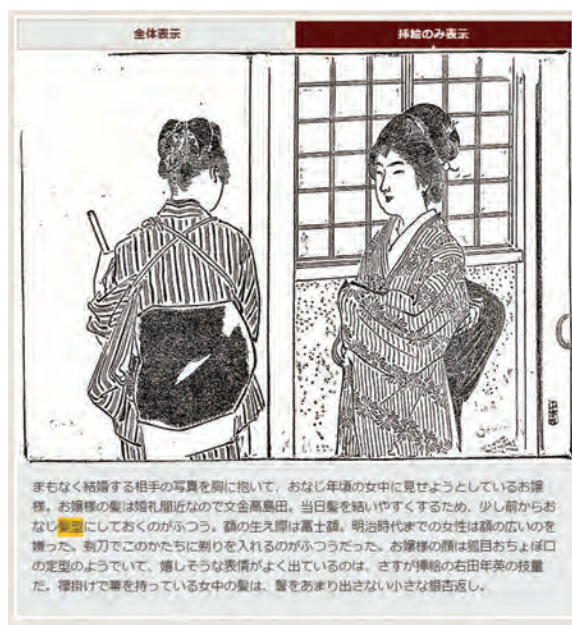 全体表示
挿絵のみ表示
まもなく結婚する相手の写真を胸に抱いて、おなじ年頃の女中に見せようとしているお嬢
様。お嬢様の髪は婚礼間近なので文金高島田。当日髪を結いやすくするため、少し前からお
なじ髪型にしておくのがふつう。額の生え際は富士額。明治時代までの女性は額の広いのを
嫌った。剃刀でこのかたちに剃りを入れるのがふつうだった。お嬢様の顔は狐目おちょぼ口
の定型のようでいて、嬉しそうな表情がよく出ているのは、さすが挿絵の右田年英の技量
だ。襷掛けで箒を持っている女中の髪は、髷をあまり出さない小さな銀杏返し。